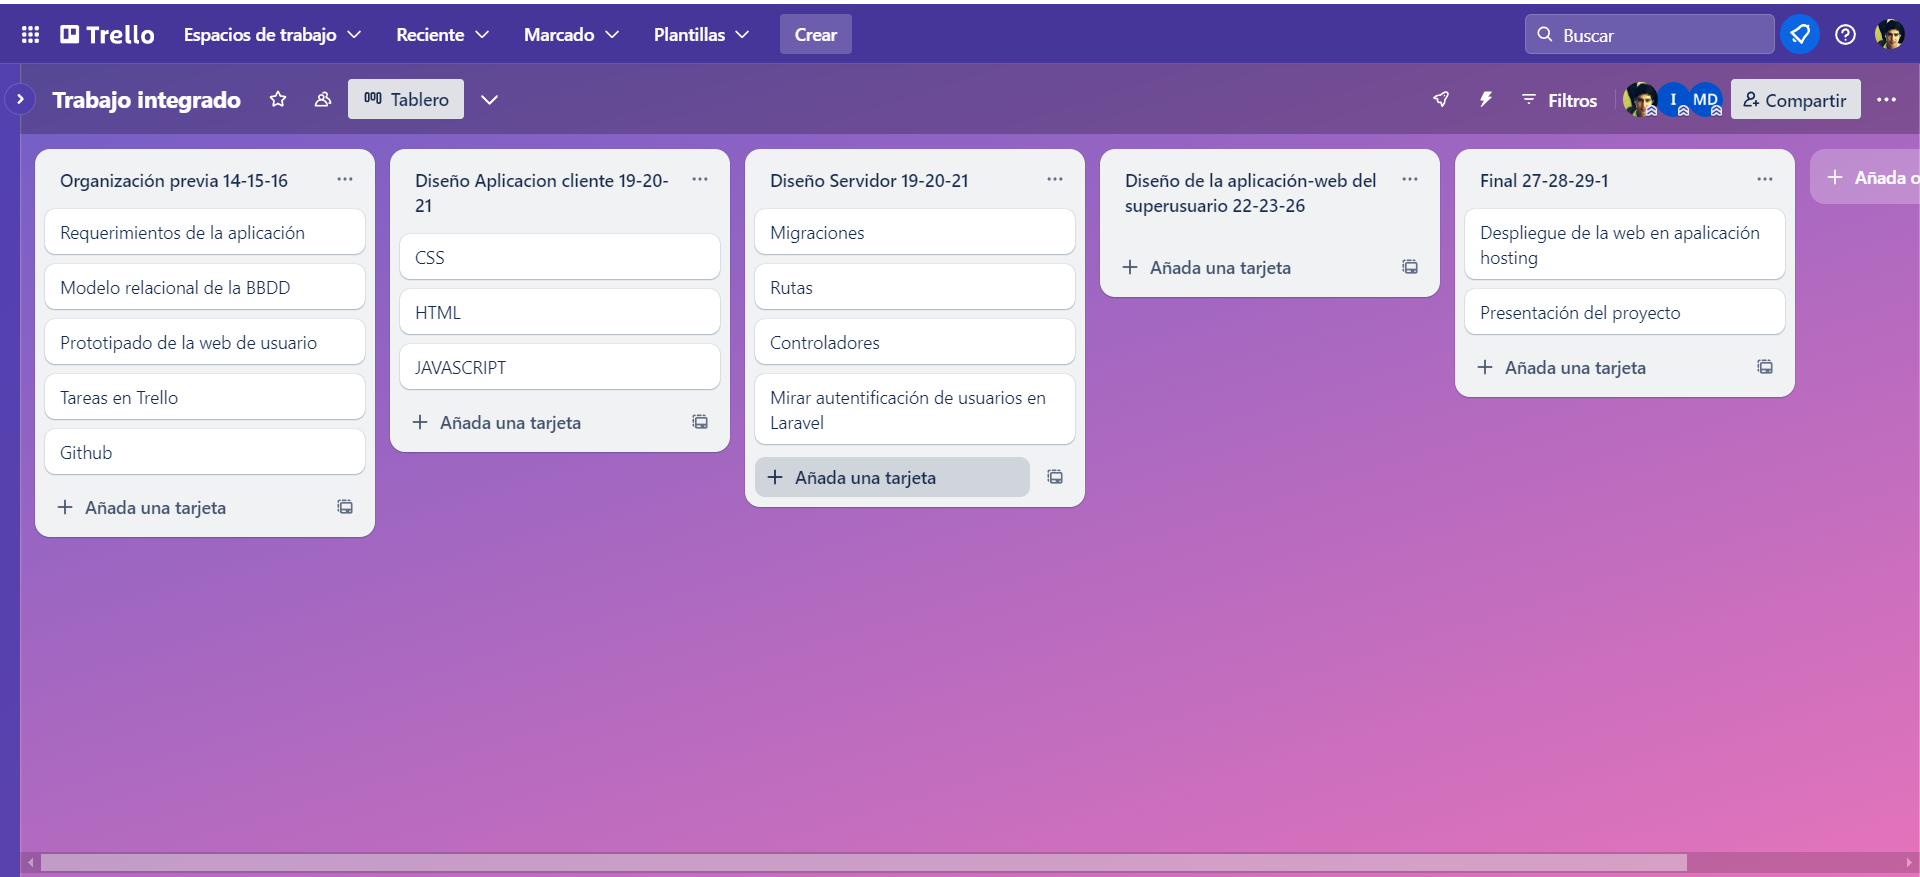 Trello
Espacios de trabajo
Reciente
Marcado
Plantillas
Crear
Buscar
Trabajo integrado
Tablero
Filtros
I
MD
Compartir
Organización previa 14-15-16
Requerimientos de la aplicación
Modelo relacional de la BBDD
Prototipado de la web de usuario
Tareas en Trello
Github
Añada una tarjeta
Diseño Aplicacion cliente 19-20-
21
CSS
HTML
JAVASCRIPT
Añada una tarjeta
Diseño Servidor 19-20-21
Migraciones
Rutas
Controladores
Mirar autentificación de usuarios en
Laravel
Añada una tarjeta
Diseño de la aplicación-web del
superusuario 22-23-26
Añada una tarjeta
Final 27-28-29-1
Despliegue de la web en apalicación
hosting
Presentación del proyecto
Añada una tarjeta
Añada o